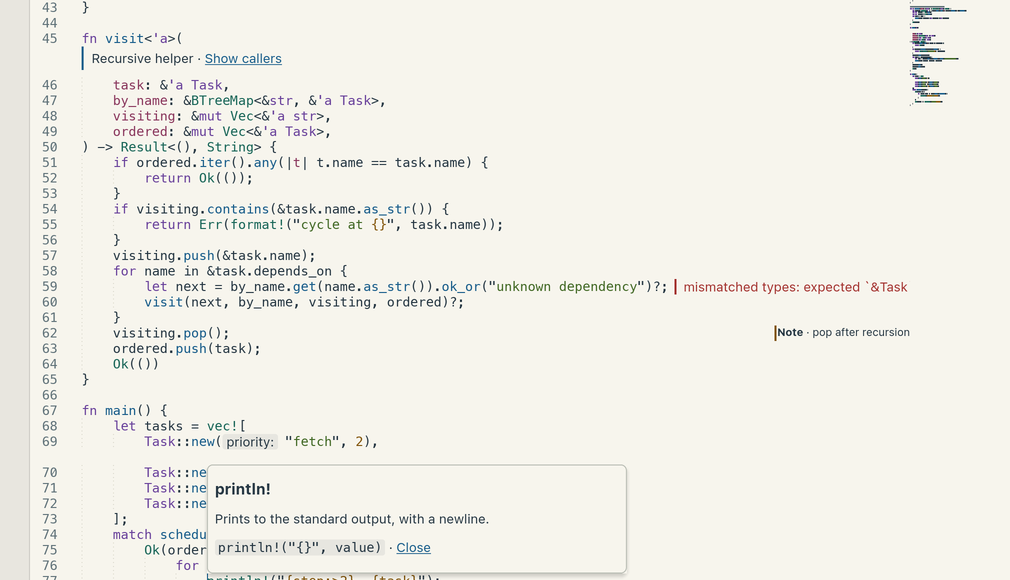 43 }
44
45 fn visit<'a>(
Recursive helper · Show callers
46 task: &'a Task,
47 by_name: &BTreeMap<&str, &'a Task>,
48 visiting: &mut Vec<&'a str>,
49 ordered: &mut Vec<&'a Task>,
50 ) -> Result<(), String> {
51 if ordered.iter().any(|t| t.name == task.name) {
52 return Ok(());
53 }
54 if visiting.contains(&task.name.as_str()) {
55 return Err(format!("cycle at {}", task.name));
56 }
57 visiting.push(&task.name);
58 for name in &task.depends_on {
59 let next = by_name.get(name.as_str()).ok_or("unknown dependency")?; mismatched types: expected `&Task
60 visit(next, by_name, visiting, ordered)?;
61 }
62 visiting.pop(); Note · pop after recursion
63 ordered.push(task);
64 Ok(())
65 }
66
67 fn main() {
68 let tasks = vec![
69 Task::new( priority: "fetch", 2),
70 Task::ne
71 Task::ne
72 Task::ne
73 ];
74 match schedu
75 Ok(order
76 for
println!
Prints to the standard output, with a newline.
println!("{}", value) · Close
77 println!("{step:>2}. {task}");